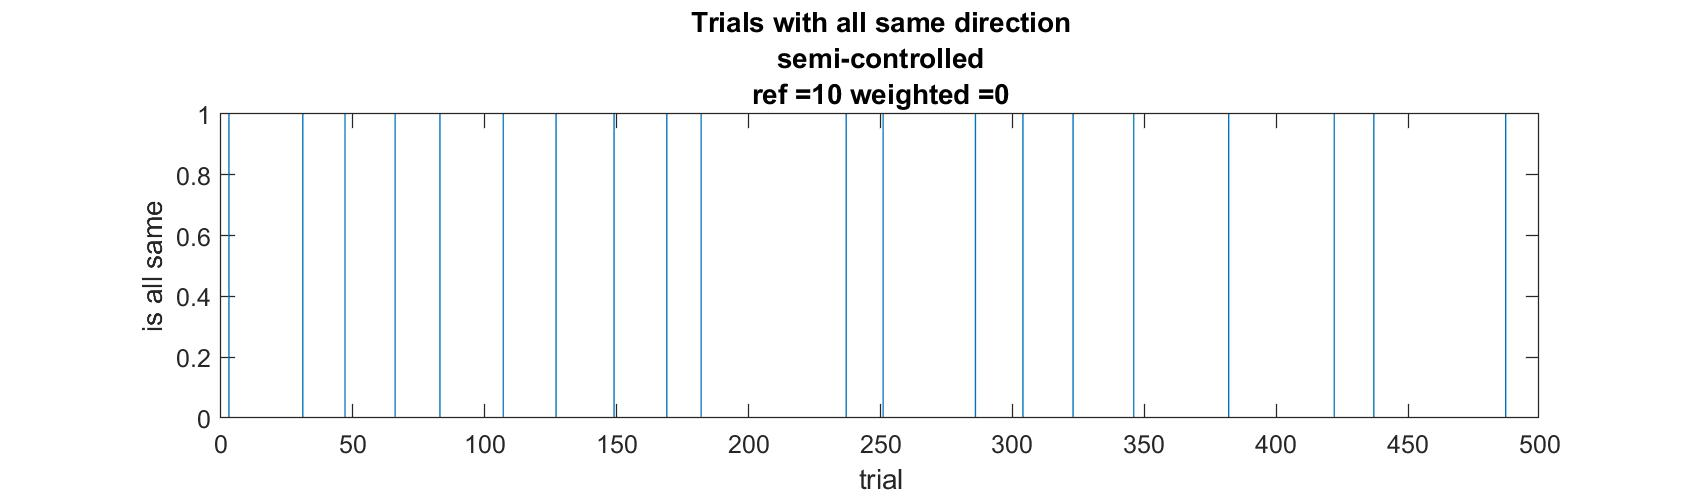 Trials with all same direction
semi-controlled
ref =10 weighted =0
1
0.8
0.6
0.4
0.2
0
is all same
0 50 100 150 200 250 300 350 400 450 500
trial